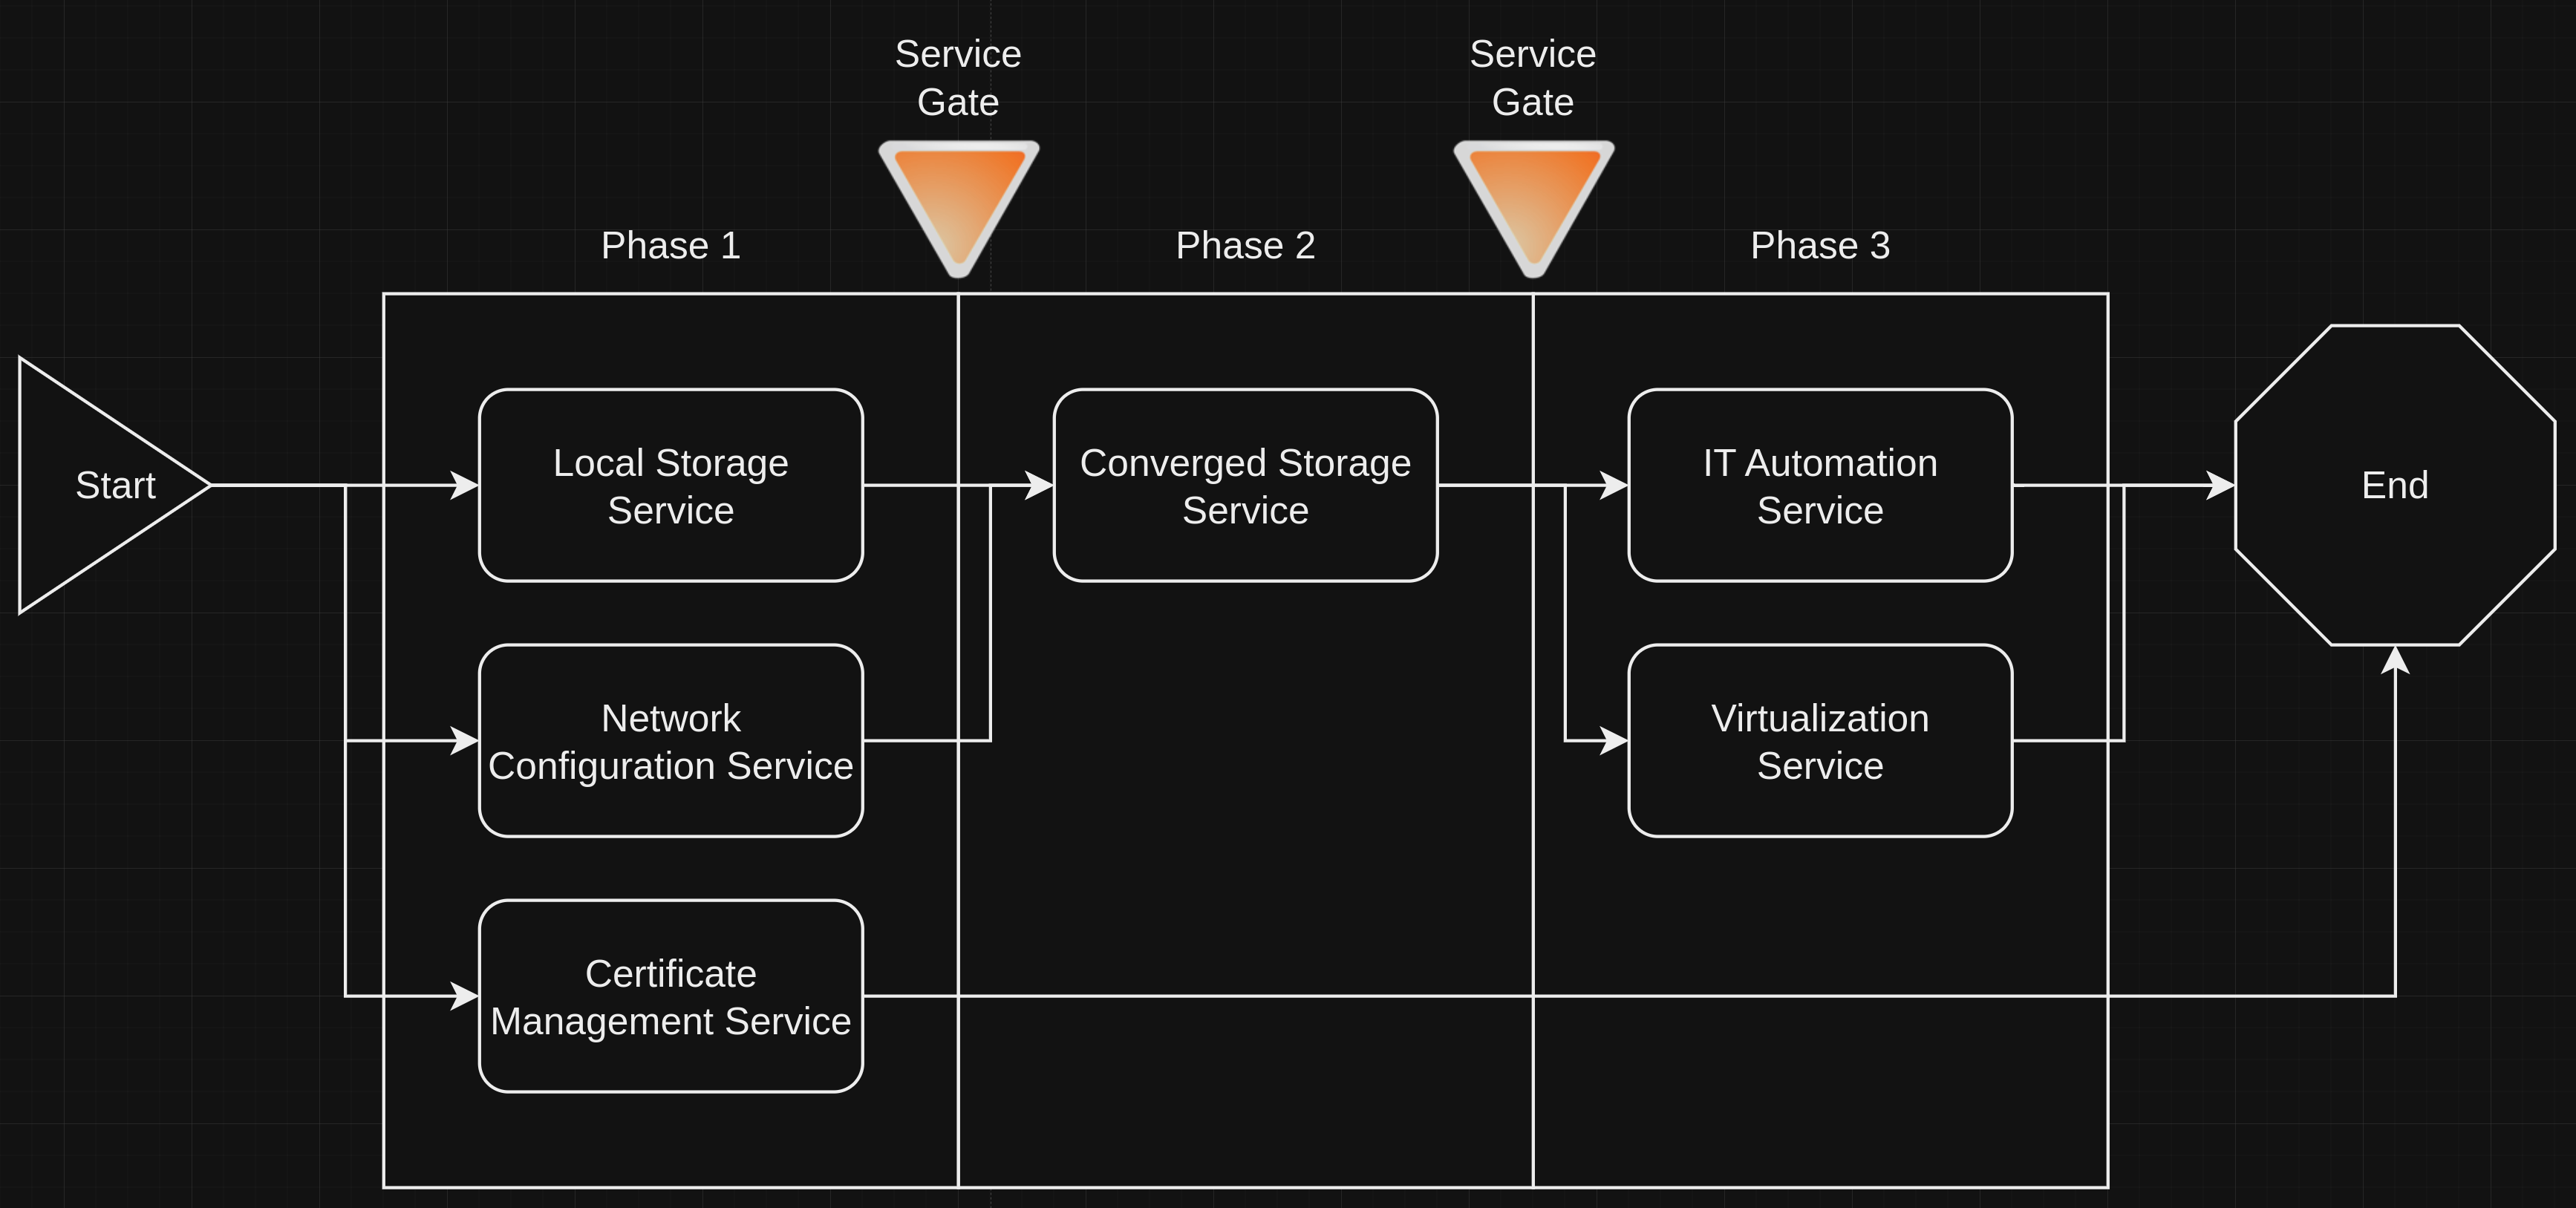 Service
Gate
Service
Gate
Phase 1
Phase 2
Phase 3
Start
Local Storage
Service
Converged Storage
Service
IT Automation
Service
End
Network
Configuration Service
Virtualization
Service
Certificate
Management Service